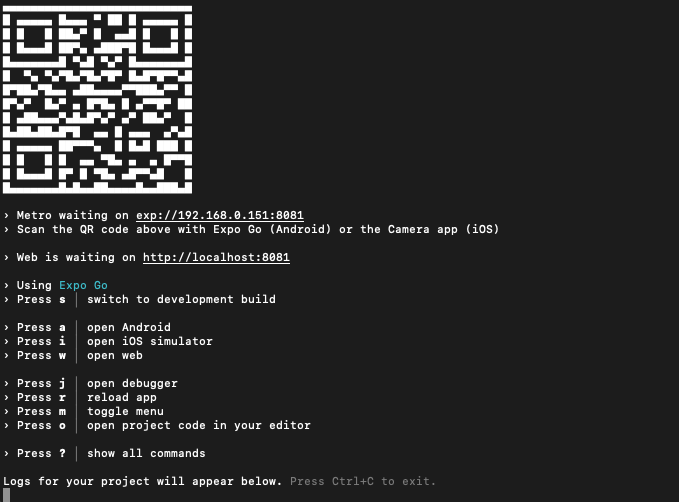 › Metro waiting on exp://192.168.0.151:8081
› Scan the QR code above with Expo Go (Android) or the Camera app (iOS)
› Web is waiting on http://localhost:8081
› Using Expo Go
› Press s │ switch to development build
› Press a │ open Android
› Press i │ open iOS simulator
› Press w │ open web
› Press j │ open debugger
› Press r │ reload app
› Press m │ toggle menu
› Press o │ open project code in your editor
› Press ? │ show all commands
Logs for your project will appear below. Press Ctrl+C to exit.